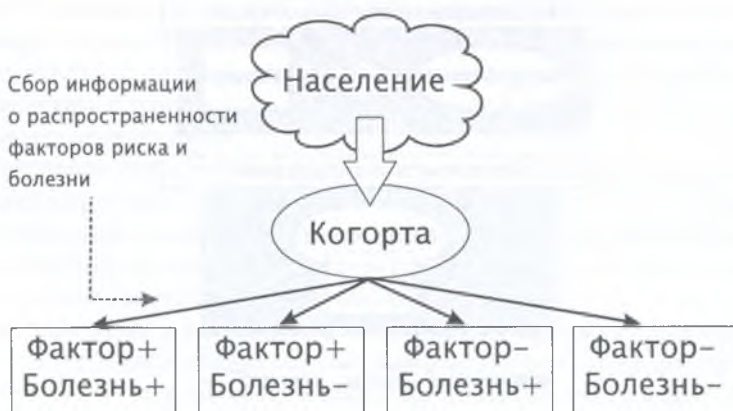 Население
Сбор информации
о распространенности
факторов риска и
болезни
Когорта
Фактор+
Болезнь+
Фактор+
Болезнь–
Фактор–
Болезнь+
Фактор–
Болезнь–